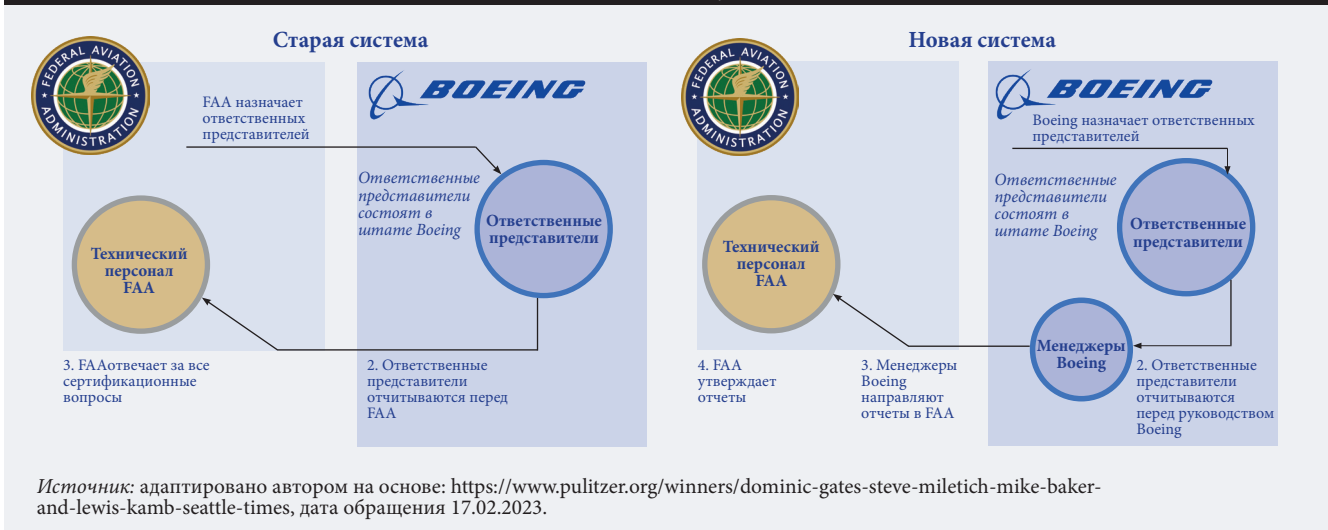 Старая система
FEDERAL AVIATION
ADMINISTRATION
BOEING
FAA назначает
ответственных
представителей
Ответственные
представители
состоят в
штате Boeing
Ответственные
представители
Технический
персонал
FAA
3. FAAотвечает за все
сертификационные
вопросы
2. Ответственные
представители
отчитываются перед
FAA
Новая система
FEDERAL AVIATION
ADMINISTRATION
BOEING
Boeing назначает ответственных
представителей
Ответственные
представители
состоят в
штате Boeing
Ответственные
представители
Технический
персонал
FAA
Менеджеры
Boeing
4. FAA
утверждает
отчеты
3. Менеджеры
Boeing
направляют
отчеты в FAA
2. Ответственные
представители
отчитываются
перед руководством
Boeing
Источник: адаптировано автором на основе: https://www.pulitzer.org/winners/dominic-gates-steve-miletich-mike-baker-
and-lewis-kamb-seattle-times, дата обращения 17.02.2023.